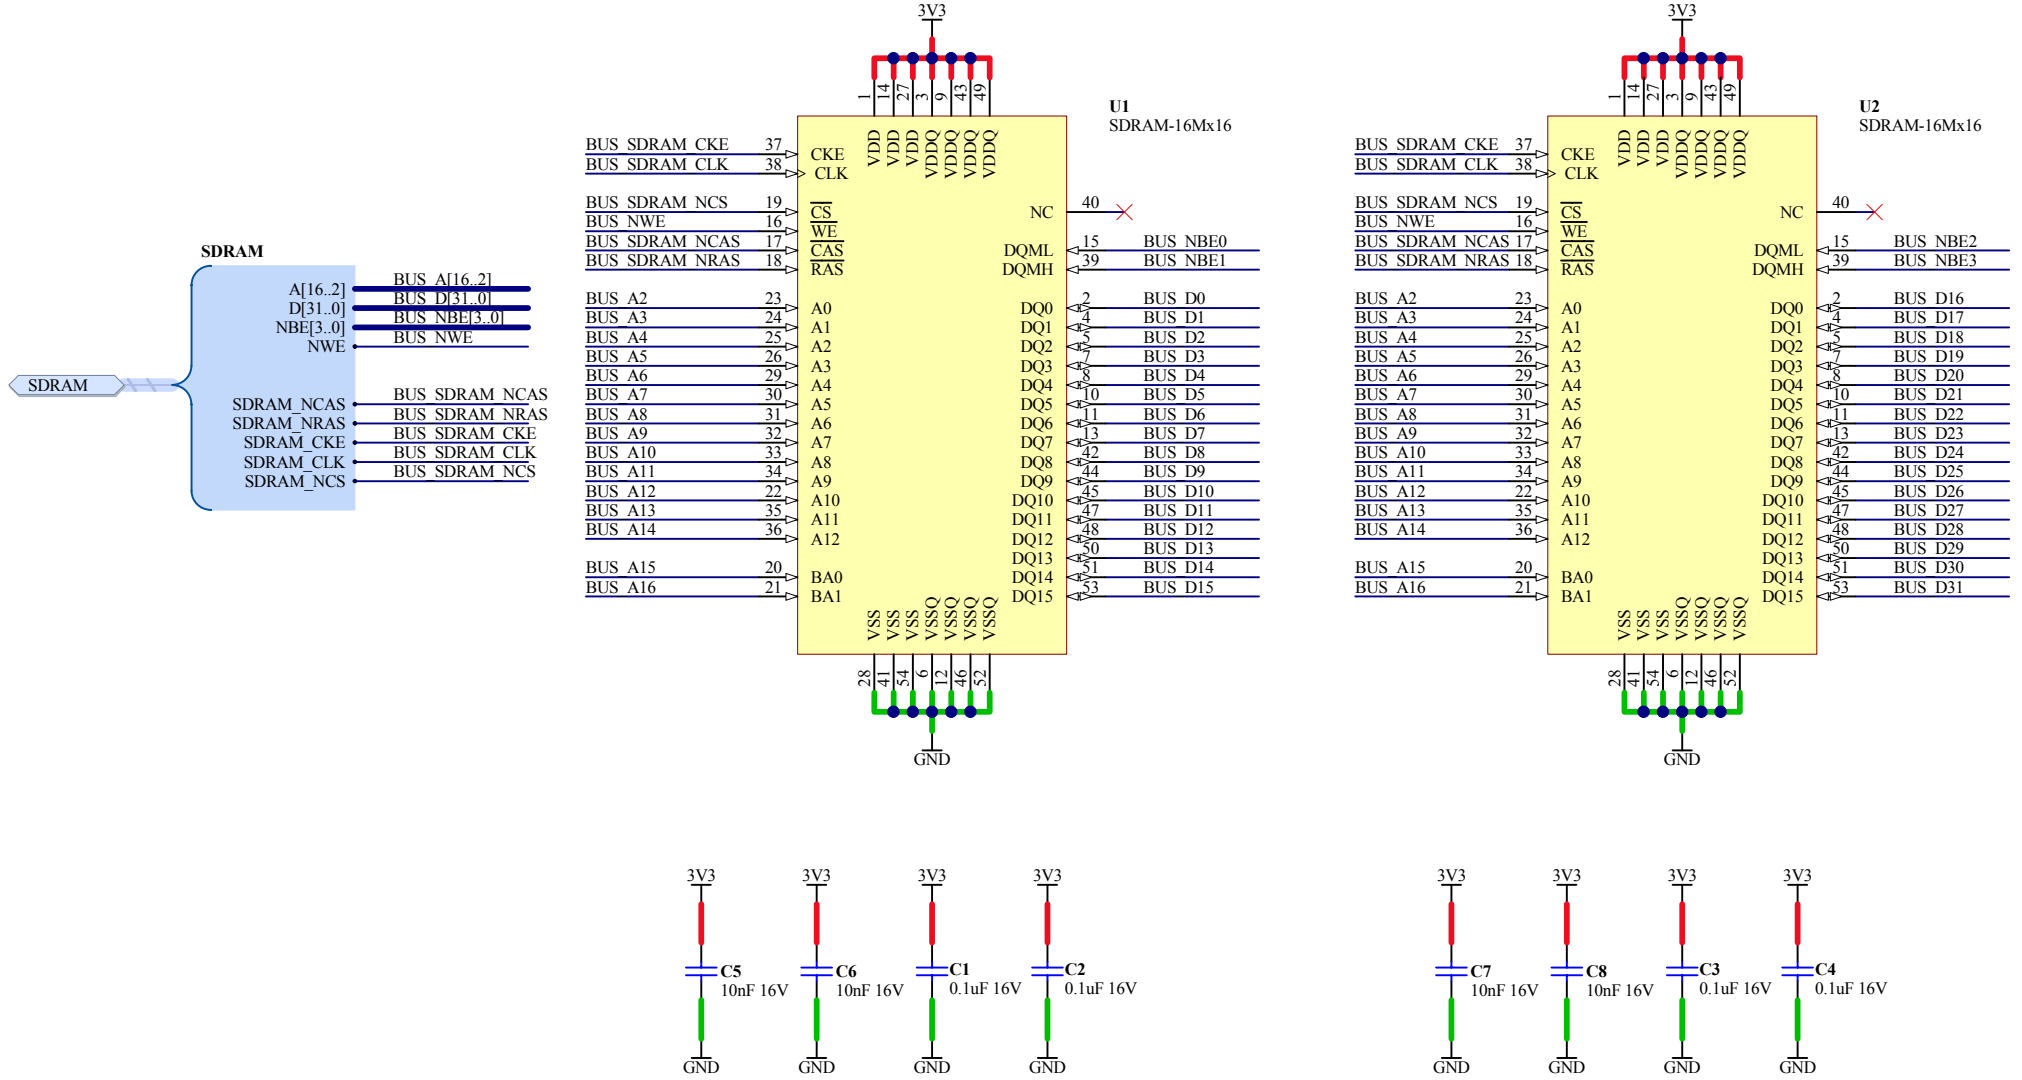 SDRAM
SDRAM
A[16..2] BUS_A[16..2]
D[31..0] BUS_D[31..0]
NBE[3..0] BUS_NBE[3..0]
NWE BUS_NWE
SDRAM_NCAS BUS_SDRAM_NCAS
SDRAM_NRAS BUS_SDRAM_NRAS
SDRAM_CKE BUS_SDRAM_CKE
SDRAM_CLK BUS_SDRAM_CLK
SDRAM_NCS BUS_SDRAM_NCS
3V3
1 14 27 3 9 43 49
VDD VDD VDD VDDQ VDDQ VDDQ VDDQ
U1
SDRAM-16Mx16
BUS_SDRAM_CKE 37 CKE
BUS_SDRAM_CLK 38 CLK
BUS_SDRAM_NCS 19 CS NC 40
BUS_NWE 16 WE
BUS_SDRAM_NCAS 17 CAS DQML 15 BUS_NBE0
BUS_SDRAM_NRAS 18 RAS DQMH 39 BUS_NBE1
BUS_A2 23 A0 DQ0 2 BUS_D0
BUS_A3 24 A1 DQ1 4 BUS_D1
BUS_A4 25 A2 DQ2 5 BUS_D2
BUS_A5 26 A3 DQ3 7 BUS_D3
BUS_A6 29 A4 DQ4 8 BUS_D4
BUS_A7 30 A5 DQ5 10 BUS_D5
BUS_A8 31 A6 DQ6 11 BUS_D6
BUS_A9 32 A7 DQ7 13 BUS_D7
BUS_A10 33 A8 DQ8 42 BUS_D8
BUS_A11 34 A9 DQ9 44 BUS_D9
BUS_A12 22 A10 DQ10 45 BUS_D10
BUS_A13 35 A11 DQ11 47 BUS_D11
BUS_A14 36 A12 DQ12 48 BUS_D12
DQ13 50 BUS_D13
BUS_A15 20 BA0 DQ14 51 BUS_D14
BUS_A16 21 BA1 DQ15 53 BUS_D15
VSS VSS VSS VSSQ VSSQ VSSQ VSSQ
28 41 54 6 12 46 52
GND
3V3
1 14 27 3 9 43 49
VDD VDD VDD VDDQ VDDQ VDDQ VDDQ
U2
SDRAM-16Mx16
BUS_SDRAM_CKE 37 CKE
BUS_SDRAM_CLK 38 CLK
BUS_SDRAM_NCS 19 CS NC 40
BUS_NWE 16 WE
BUS_SDRAM_NCAS 17 CAS DQML 15 BUS_NBE2
BUS_SDRAM_NRAS 18 RAS DQMH 39 BUS_NBE3
BUS_A2 23 A0 DQ0 2 BUS_D16
BUS_A3 24 A1 DQ1 4 BUS_D17
BUS_A4 25 A2 DQ2 5 BUS_D18
BUS_A5 26 A3 DQ3 7 BUS_D19
BUS_A6 29 A4 DQ4 8 BUS_D20
BUS_A7 30 A5 DQ5 10 BUS_D21
BUS_A8 31 A6 DQ6 11 BUS_D22
BUS_A9 32 A7 DQ7 13 BUS_D23
BUS_A10 33 A8 DQ8 42 BUS_D24
BUS_A11 34 A9 DQ9 44 BUS_D25
BUS_A12 22 A10 DQ10 45 BUS_D26
BUS_A13 35 A11 DQ11 47 BUS_D27
BUS_A14 36 A12 DQ12 48 BUS_D28
DQ13 50 BUS_D29
BUS_A15 20 BA0 DQ14 51 BUS_D30
BUS_A16 21 BA1 DQ15 53 BUS_D31
VSS VSS VSS VSSQ VSSQ VSSQ VSSQ
28 41 54 6 12 46 52
GND
3V3 3V3 3V3 3V3 3V3 3V3 3V3 3V3
C5 C6 C1 C2 C7 C8 C3 C4
10nF 16V 10nF 16V 0.1uF 16V 0.1uF 16V 10nF 16V 10nF 16V 0.1uF 16V 0.1uF 16V
GND GND GND GND GND GND GND GND